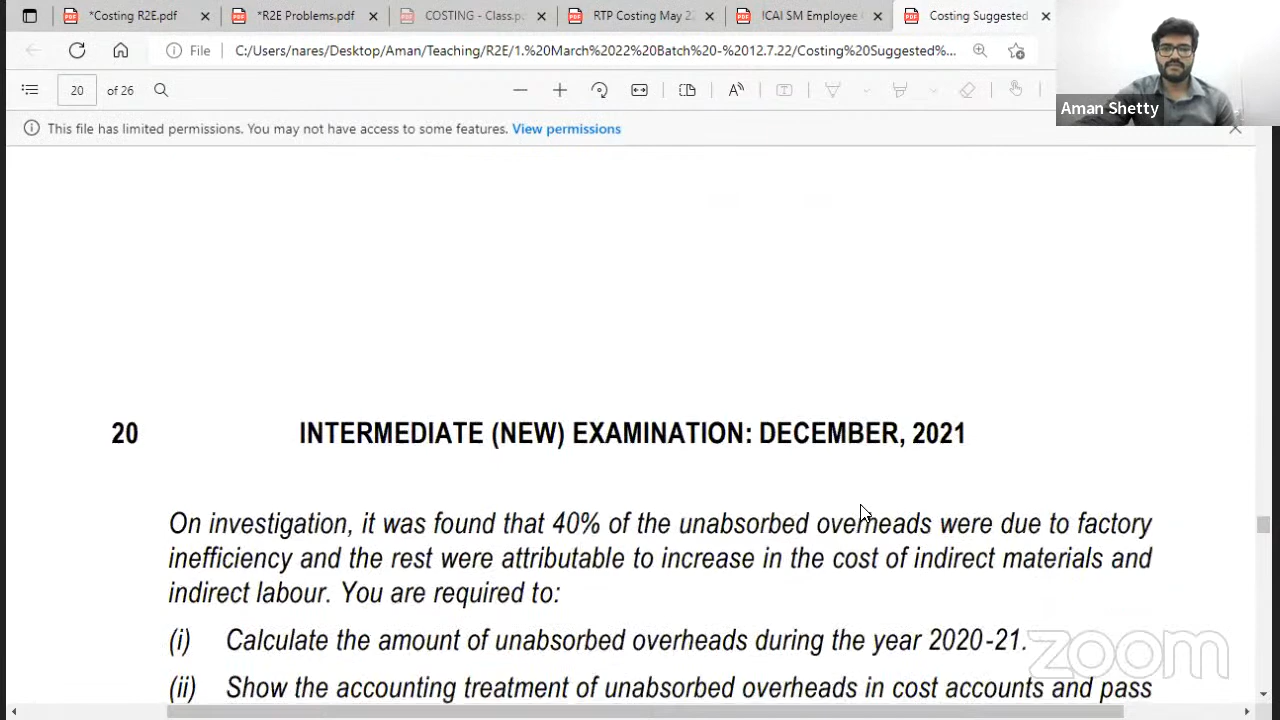 *Costing R2E.pdf
*R2E Problems.pdf
COSTING - Class.p
RTP Costing May 2
ICAI SM Employee
Costing Suggested
File
C:/Users/nares/Desktop/Aman/Teaching/R2E/1.%20March%2022%20Batch%20-%2012.7.22/Costing%20Suggested%...
20 of 26
This file has limited permissions. You may not have access to some features. View permissions
Aman Shetty
20 INTERMEDIATE (NEW) EXAMINATION: DECEMBER, 2021
On investigation, it was found that 40% of the unabsorbed overheads were due to factory
inefficiency and the rest were attributable to increase in the cost of indirect materials and
indirect labour. You are required to:
(i) Calculate the amount of unabsorbed overheads during the year 2020-21.
(ii) Show the accounting treatment of unabsorbed overheads in cost accounts and pass
zoom